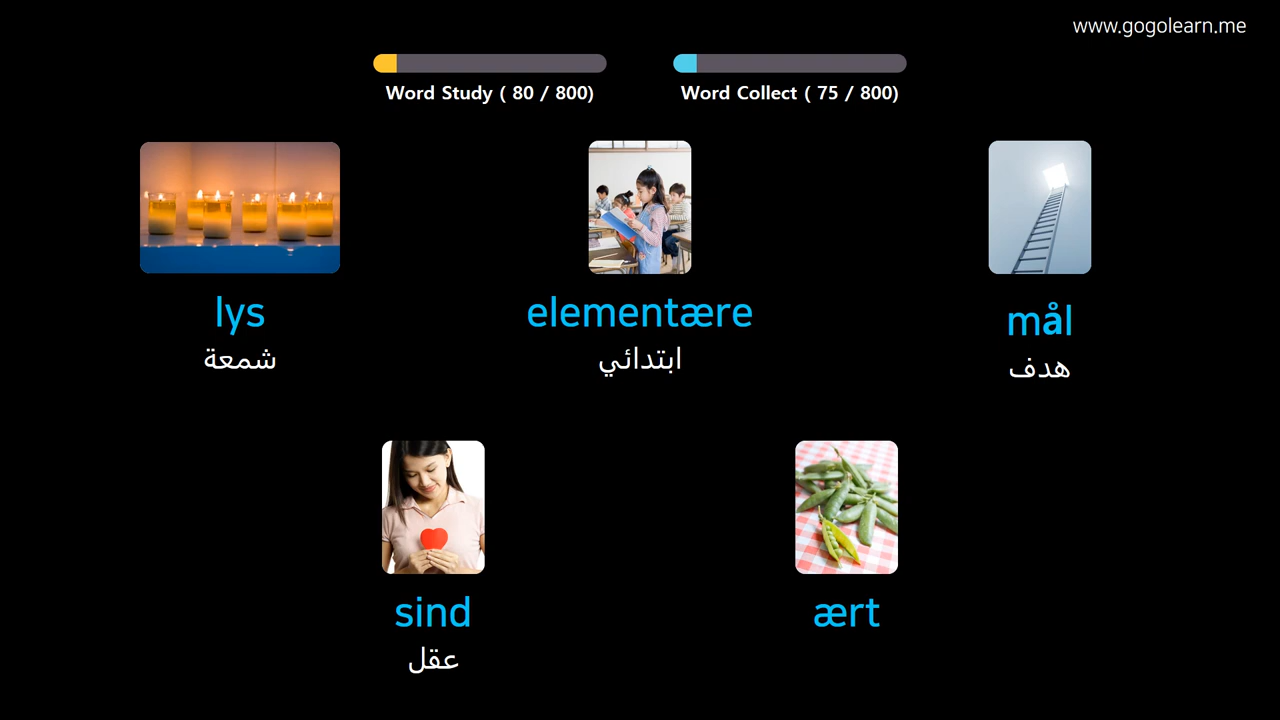 www.gogolearn.me
Word Study ( 80 / 800)
Word Collect ( 75 / 800)
lys
شمعة
elementære
ابتدائي
mål
هدف
sind
عقل
ært